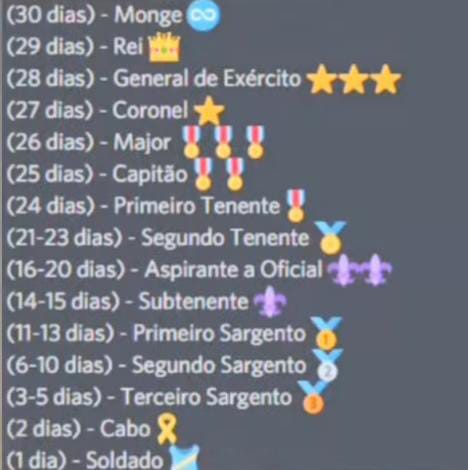 (30 dias) - Monge ♾️
(29 dias) - Rei 👑
(28 dias) - General de Exército ⭐⭐⭐
(27 dias) - Coronel ⭐
(26 dias) - Major 🎖️🎖️🎖️
(25 dias) - Capitão 🎖️🎖️
(24 dias) - Primeiro Tenente 🎖️
(21-23 dias) - Segundo Tenente 🏅
(16-20 dias) - Aspirante a Oficial ⚜️⚜️
(14-15 dias) - Subtenente ⚜️
(11-13 dias) - Primeiro Sargento 🥇
(6-10 dias) - Segundo Sargento 🥈
(3-5 dias) - Terceiro Sargento 🥉
(2 dias) - Cabo 🎗️
(1 dia) - Soldado 🎽